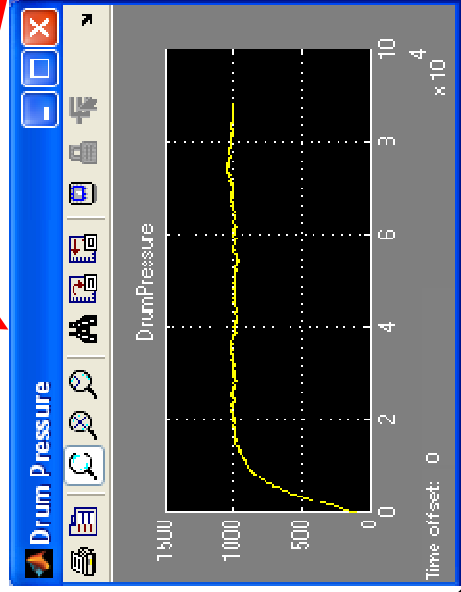 Drum Pressure
DrumPressure
1500
1000
500
0
0 2 4 6 8 10
x 10 4
Time offset: 0